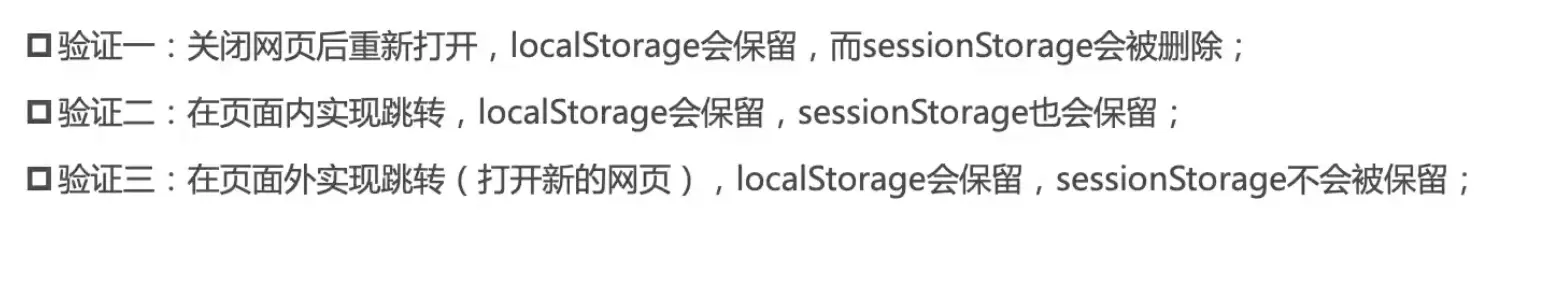 验证一：关闭网页后重新打开，localStorage会保留，而sessionStorage会被删除；
验证二：在页面内实现跳转，localStorage会保留，sessionStorage也会保留；
验证三：在页面外实现跳转（打开新的网页），localStorage会保留，sessionStorage不会被保留；